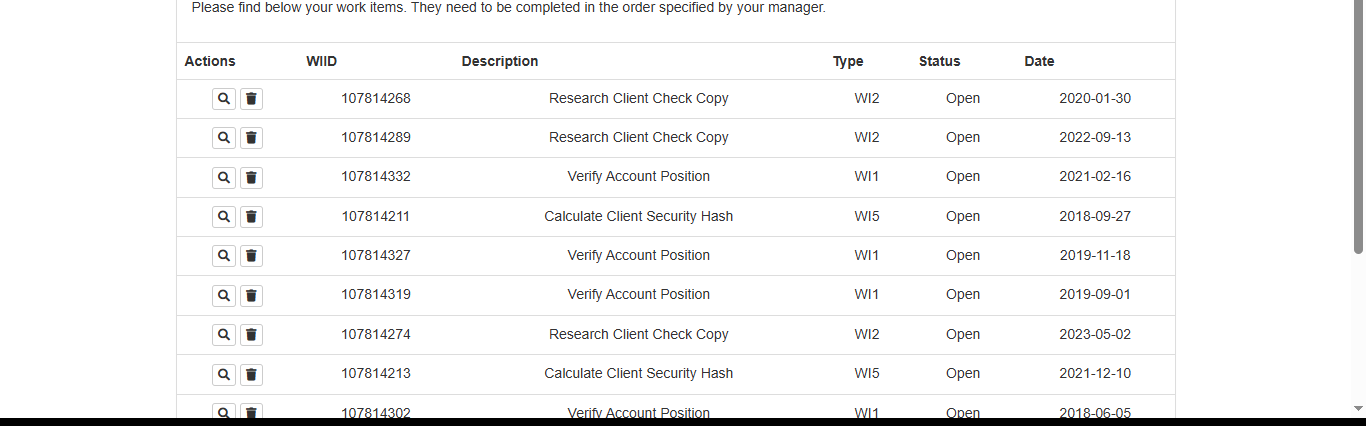 Please find below your work items. They need to be completed in the order specified by your manager.
Actions WIID Description Type Status Date
107814268 Research Client Check Copy WI2 Open 2020-01-30
107814289 Research Client Check Copy WI2 Open 2022-09-13
107814332 Verify Account Position WI1 Open 2021-02-16
107814211 Calculate Client Security Hash WI5 Open 2018-09-27
107814327 Verify Account Position WI1 Open 2019-11-18
107814319 Verify Account Position WI1 Open 2019-09-01
107814274 Research Client Check Copy WI2 Open 2023-05-02
107814213 Calculate Client Security Hash WI5 Open 2021-12-10
107814302 Verify Account Position WI1 Open 2018-06-05